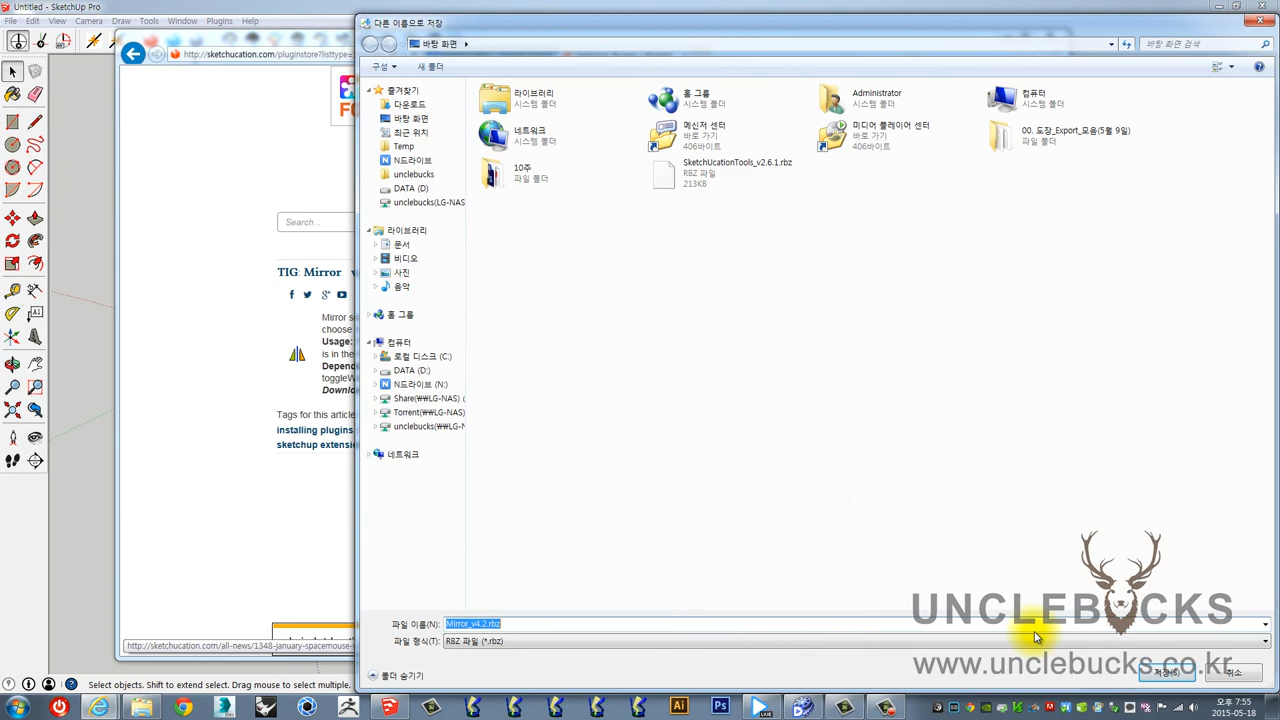 Untitled - SketchUp Pro
File Edit View Camera Draw Tools Window Plugins Help
http://sketchucation.com/pluginstore?listtype=
Search...
TIG: Mirror
Mirror s
choose
Usage:
is in the
Depend
toggleW
Downlo
Tags for this article
installing plugins
sketchup extensio
http://sketchucation.com/all-news/1348-january-spacemouse-
다른 이름으로 저장
바탕 화면
바탕 화면 검색
구성
새 폴더
즐겨찾기
다운로드
바탕 화면
최근 위치
Temp
N드라이브
unclebucks
DATA (D)
unclebucks(LG-NAS
라이브러리
문서
비디오
사진
음악
홈 그룹
컴퓨터
로컬 디스크 (C:)
DATA (D:)
N드라이브 (N:)
Share(₩₩LG-NAS) (
Torrent(₩₩LG-NAS)
unclebucks(₩₩LG-N
네트워크
라이브러리
시스템 폴더
홈 그룹
시스템 폴더
Administrator
시스템 폴더
컴퓨터
시스템 폴더
네트워크
시스템 폴더
메신저 센터
바로 가기
406바이트
미디어 플레이어 센터
바로 가기
406바이트
00. 도장_Export_모음(5월 9일)
파일 폴더
10주
파일 폴더
SketchUcationTools_v2.6.1.rbz
RBZ 파일
213KB
파일 이름(N): Mirror_v4.2.rbz
파일 형식(T): RBZ 파일 (*.rbz)
폴더 숨기기
저장(S)
취소
UNCLEBUCKS
www.unclebucks.co.kr
Select objects. Shift to extend select. Drag mouse to select multiple.
Ai
Ps
LIVE
오후 7:55
2015-05-18